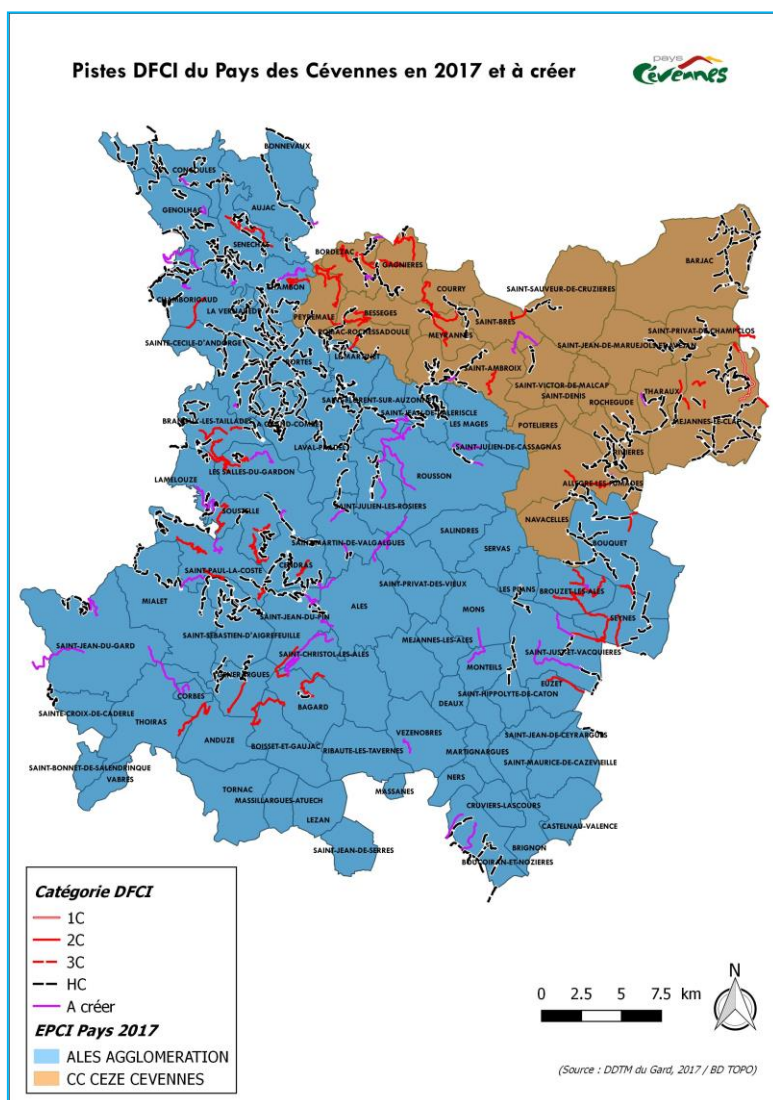 Pistes DFCI du Pays des Cévennes en 2017 et à créer
pays
Cévennes
BONNEVAUX
CONCOULES
GENOLHAC
AUJAC
SENECHAS
BORDEZAC
GAGNIERES
BARJAC
CHAMBON
COURRY
SAINT-SAUVEUR-DE-CRUZIERES
CHAMBORIGAUD
LA VERNAREDE
PEYREMALE
BESSEGES
SAINT-BRES
SAINT-PRIVAT-DE-CHAMPCLOS
ROBIAC-ROCHESSADOULE
MEYRANNES
SAINTE-CECILE-D'ANDORGE
SAINT-JEAN-DE-MARUEJOLS-ET-AVEJAN
PORTES
LE MARTINET
SAINT-AMBROIX
SAINT-VICTOR-DE-MALCAP
THARAUX
SAINT-DENIS
ROCHEGUDE
SAINT-FLORENT-SUR-AUZONNET
SAINT-JEAN-DE-VALERISCLE
BRANOUX-LES-TAILLADES
LA GRAND-COMBE
LES MAGES
POTELIERES
MEJANNES-LE-CLAP
LAVAL-PRADEL
SAINT-JULIEN-DE-CASSAGNAS
RIVIERES
LES SALLES-DU-GARDON
ROUSSON
LAMELOUZE
ALLEGRE-LES-FUMADES
SOUSTELLE
SAINT-JULIEN-LES-ROSIERS
NAVACELLES
SALINDRES
SAINT-MARTIN-DE-VALGALGUES
BOUQUET
SERVAS
CENDRAS
SAINT-PAUL-LA-COSTE
SAINT-PRIVAT-DES-VIEUX
LES PLANS
BROUZET-LES-ALES
MIALET
ALES
MONS
SEYNES
SAINT-JEAN-DU-PIN
SAINT-SEBASTIEN-D'AIGREFEUILLE
MEJANNES-LES-ALES
SAINT-JEAN-DU-GARD
SAINT-CHRISTOL-LES-ALES
SAINT-JUST-ET-VACQUIERES
MONTEILS
GENERARGUES
EUZET
CORBES
SAINT-HIPPOLYTE-DE-CATON
SAINTE-CROIX-DE-CADERLE
BAGARD
DEAUX
THOIRAS
VEZENOBRES
SAINT-JEAN-DE-CEYRARGUES
ANDUZE
BOISSET-ET-GAUJAC
RIBAUTE-LES-TAVERNES
MARTIGNARGUES
SAINT-MAURICE-DE-CAZEVIEILLE
SAINT-BONNET-DE-SALENDRINQUE
VABRES
NERS
TORNAC
MASSANES
MASSILLARGUES-ATUECH
CRUVIERS-LASCOURS
LEZAN
CASTELNAU-VALENCE
BRIGNON
SAINT-JEAN-DE-SERRES
BOUCOIRAN-ET-NOZIERES
Catégorie DFCI
1C
2C
3C
HC
A créer
EPCI Pays 2017
ALES AGGLOMERATION
CC CEZE CEVENNES
0 2.5 5 7.5 km
N
(Source : DDTM du Gard, 2017 / BD TOPO)